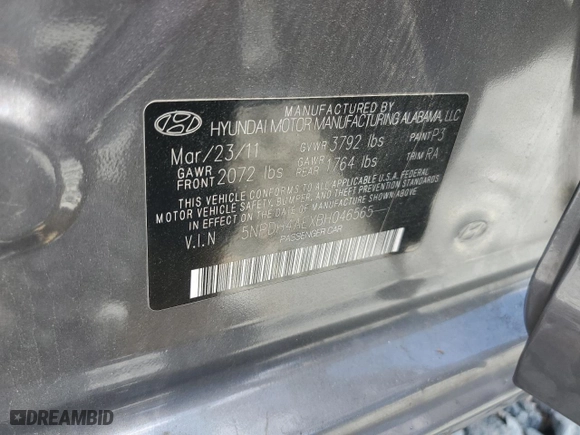 MANUFACTURED BY
HYUNDAI MOTOR MANUFACTURING ALABAMA, LLC
Mar/23/11 GVWR 3792 lbs PAINT P3
GAWR FRONT 2072 lbs GAWR REAR 1764 lbs TRIM RA
THIS VEHICLE CONFORMS TO ALL APPLICABLE U.S.A. FEDERAL
MOTOR VEHICLE SAFETY, BUMPER, AND THEFT PREVENTION
STANDARDS IN EFFECT ON THE DATE OF MANUFACTURE SHOWN ABOVE.
V.I.N
PASSENGER CAR
DREAMBID